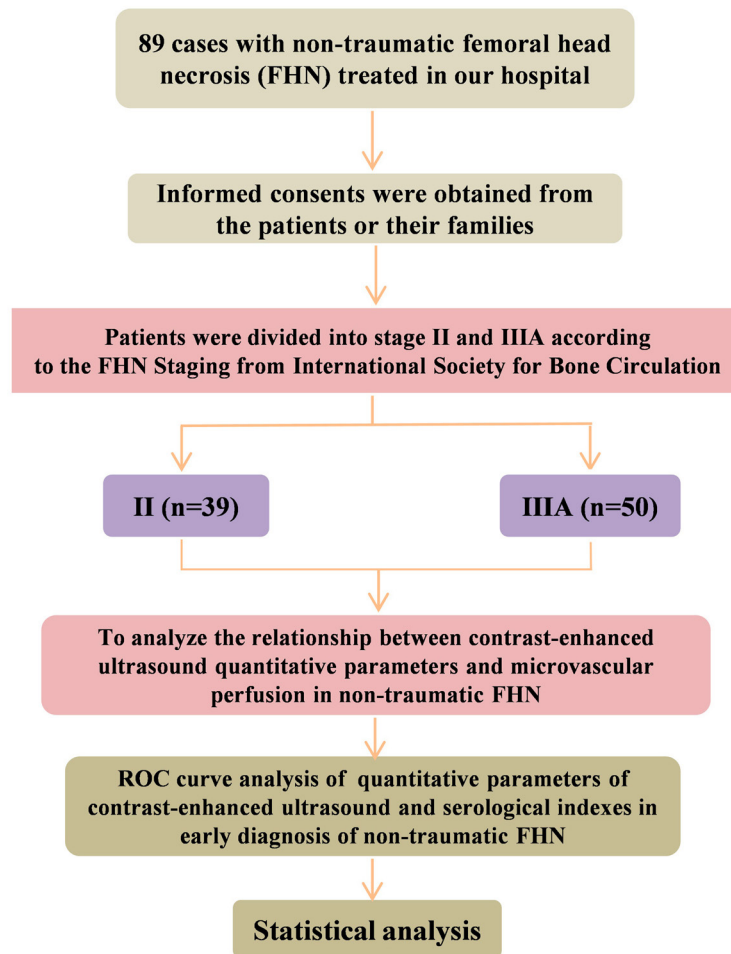 89 cases with non-traumatic femoral head
necrosis (FHN) treated in our hospital
Informed consents were obtained from
the patients or their families
Patients were divided into stage II and IIIA according
to the FHN Staging from International Society for Bone Circulation
II (n=39)
IIIA (n=50)
To analyze the relationship between contrast-enhanced
ultrasound quantitative parameters and microvascular
perfusion in non-traumatic FHN
ROC curve analysis of quantitative parameters of
contrast-enhanced ultrasound and serological indexes in
early diagnosis of non-traumatic FHN
Statistical analysis